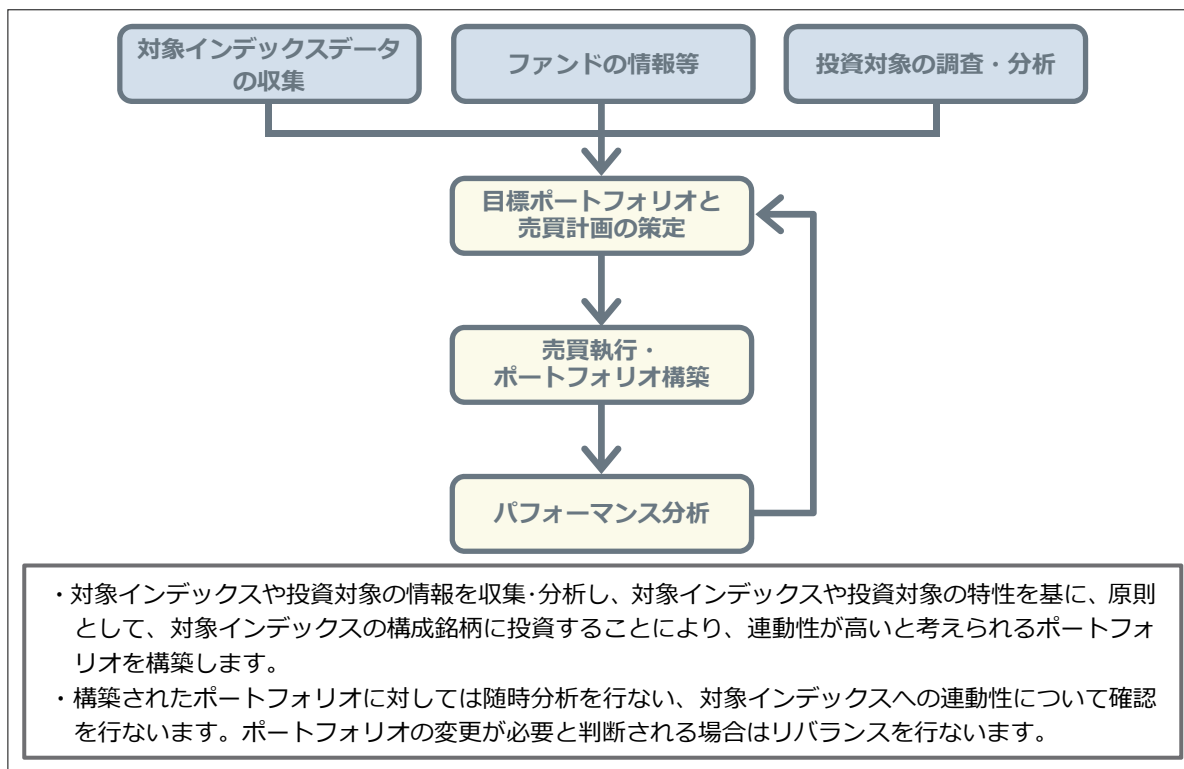 対象インデックスデータ
の収集
ファンドの情報等
投資対象の調査・分析
目標ポートフォリオと
売買計画の策定
売買執行・
ポートフォリオ構築
パフォーマンス分析
・対象インデックスや投資対象の情報を収集･分析し、対象インデックスや投資対象の特性を基に、原則
として、対象インデックスの構成銘柄に投資することにより、連動性が高いと考えられるポートフォ
リオを構築します。
・構築されたポートフォリオに対しては随時分析を行ない、対象インデックスへの連動性について確認
を行ないます。ポートフォリオの変更が必要と判断される場合はリバランスを行ないます。